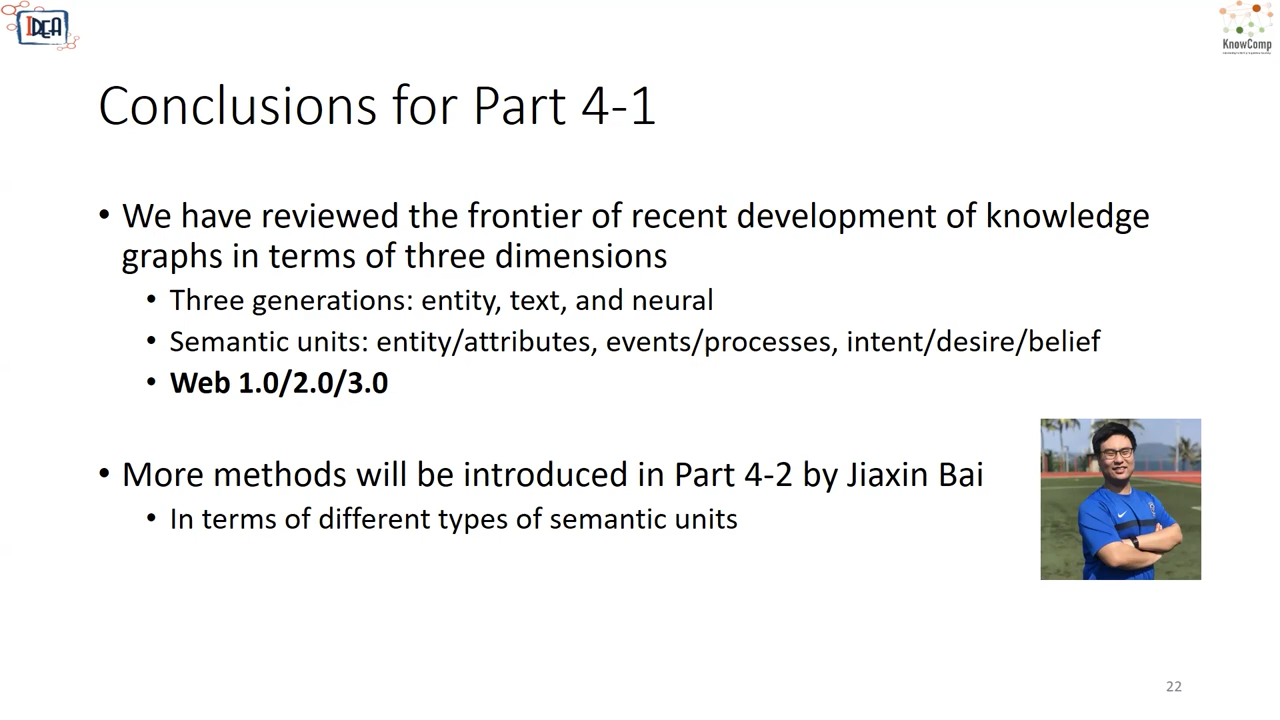 IDEA
KnowComp
Conclusions for Part 4-1
• We have reviewed the frontier of recent development of knowledge
graphs in terms of three dimensions
• Three generations: entity, text, and neural
• Semantic units: entity/attributes, events/processes, intent/desire/belief
• Web 1.0/2.0/3.0
• More methods will be introduced in Part 4-2 by Jiaxin Bai
• In terms of different types of semantic units
22